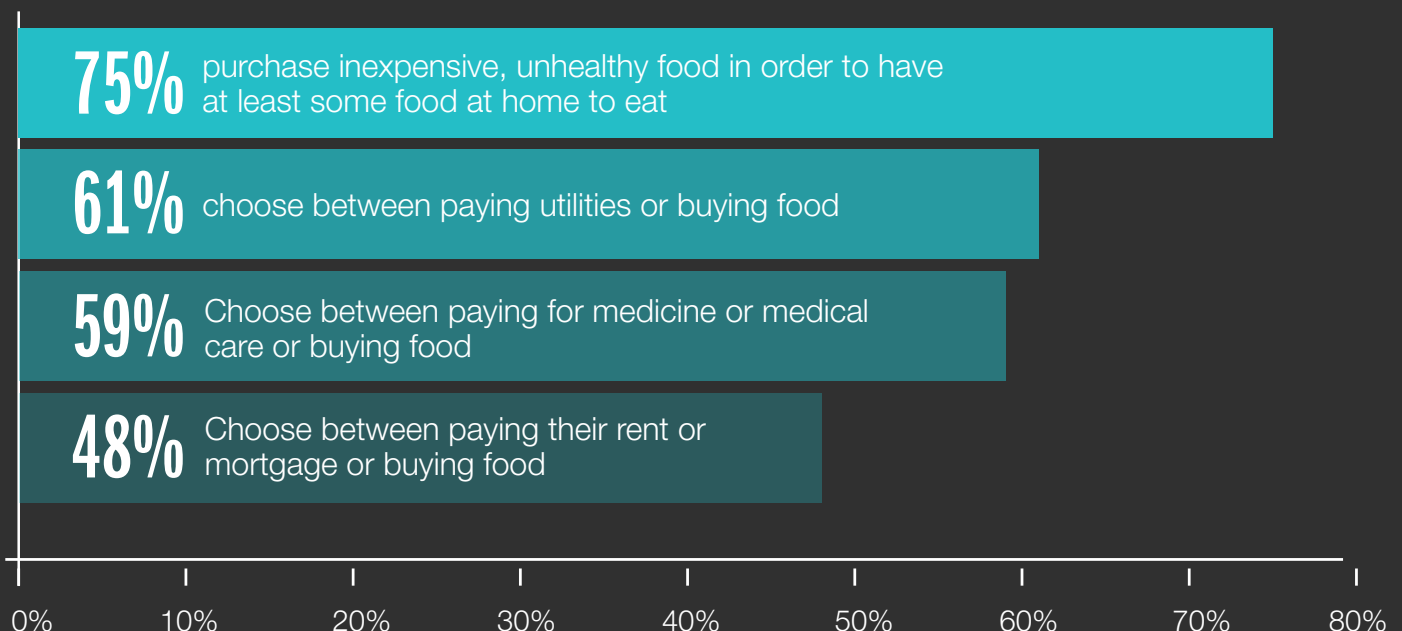 75% purchase inexpensive, unhealthy food in order to have
at least some food at home to eat
61% choose between paying utilities or buying food
59% Choose between paying for medicine or medical
care or buying food
48% Choose between paying their rent or
mortgage or buying food
0% 10% 20% 30% 40% 50% 60% 70% 80%